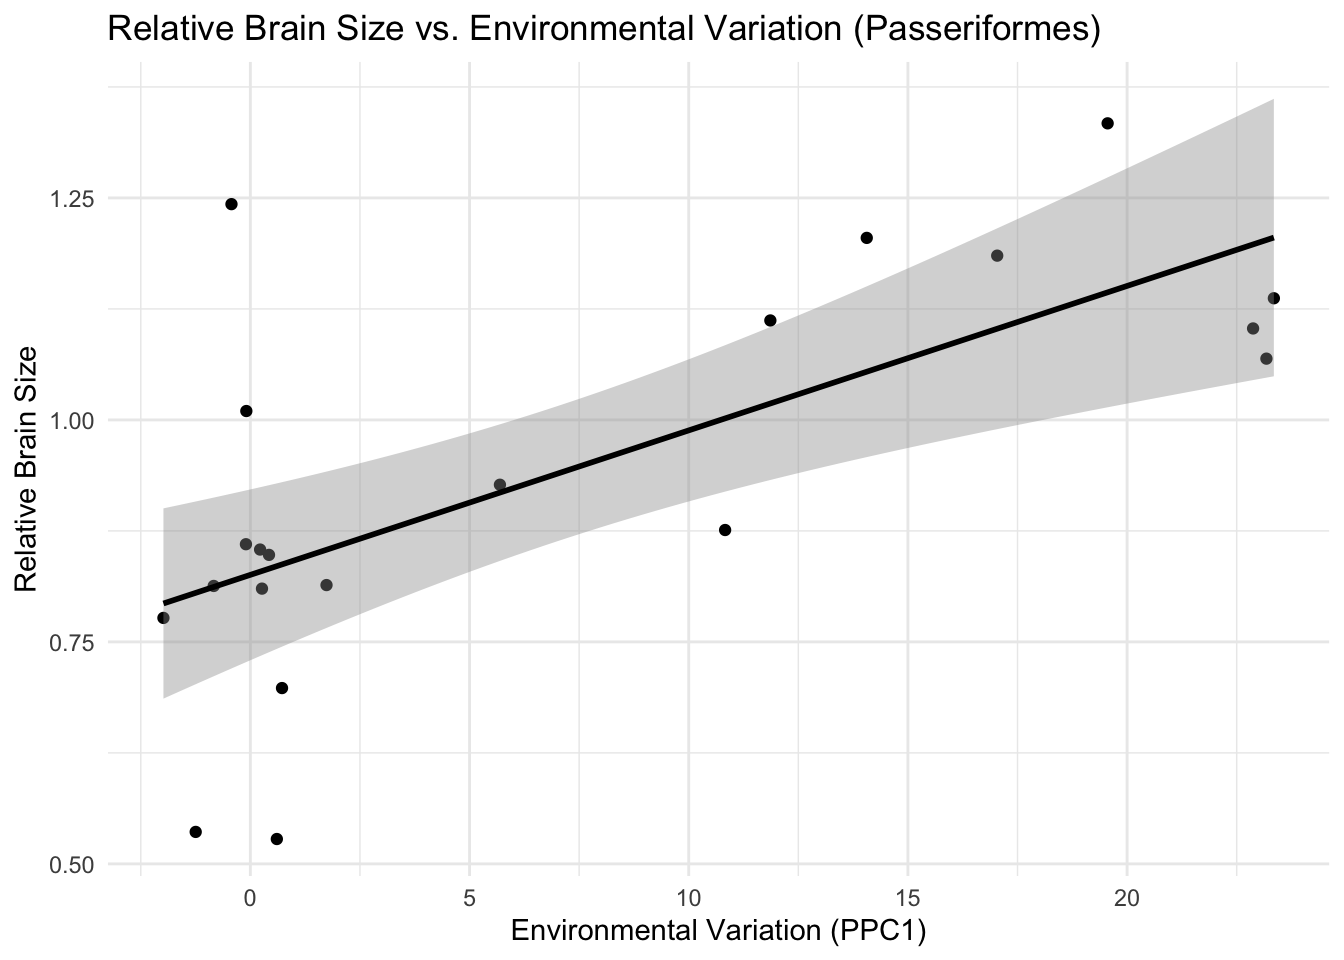 Relative Brain Size vs. Environmental Variation (Passeriformes)
Relative Brain Size
1.25
1.00
0.75
0.50
0 5 10 15 20
Environmental Variation (PPC1)